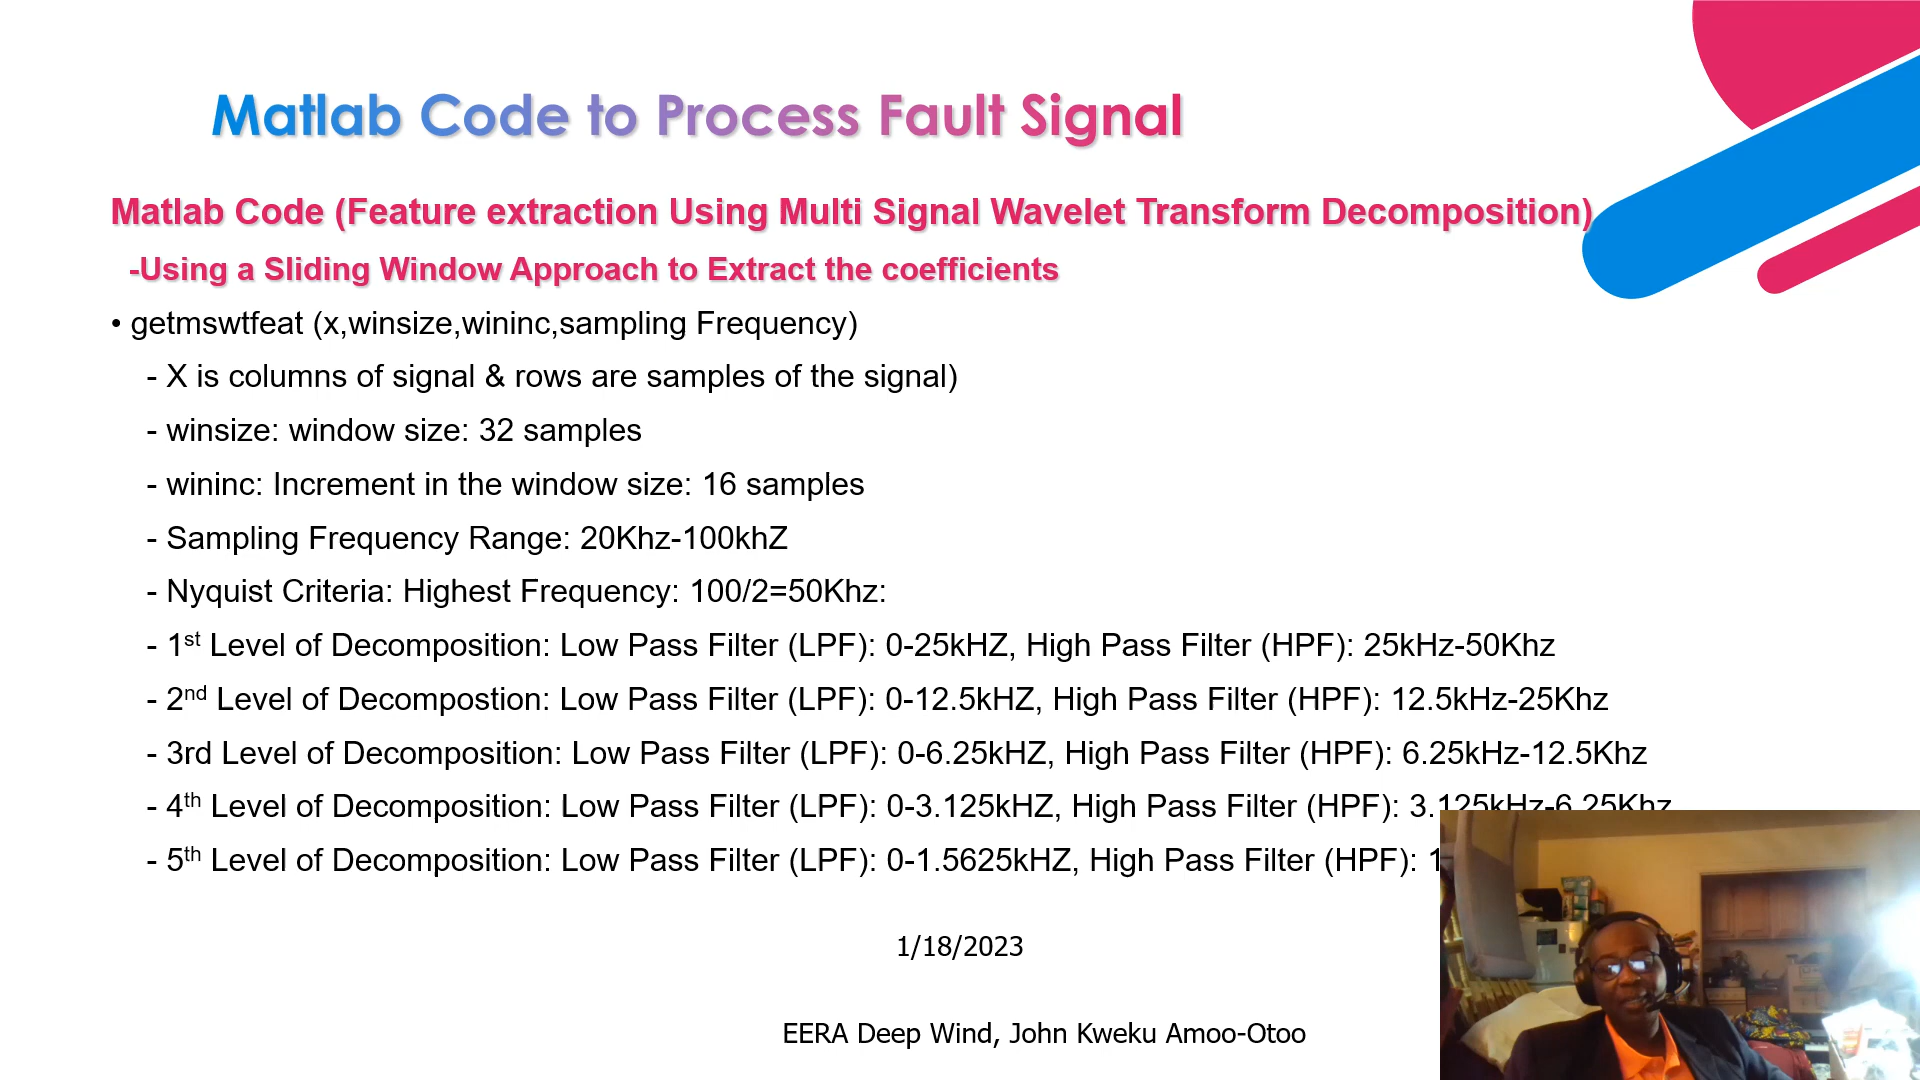 Matlab Code to Process Fault Signal
Matlab Code (Feature extraction Using Multi Signal Wavelet Transform Decomposition)
-Using a Sliding Window Approach to Extract the coefficients
• getmswtfeat (x,winsize,wininc,sampling Frequency)
- X is columns of signal & rows are samples of the signal)
- winsize: window size: 32 samples
- wininc: Increment in the window size: 16 samples
- Sampling Frequency Range: 20Khz-100khZ
- Nyquist Criteria: Highest Frequency: 100/2=50Khz:
- 1st Level of Decomposition: Low Pass Filter (LPF): 0-25kHZ, High Pass Filter (HPF): 25kHz-50Khz
- 2nd Level of Decompostion: Low Pass Filter (LPF): 0-12.5kHZ, High Pass Filter (HPF): 12.5kHz-25Khz
- 3rd Level of Decomposition: Low Pass Filter (LPF): 0-6.25kHZ, High Pass Filter (HPF): 6.25kHz-12.5Khz
- 4th Level of Decomposition: Low Pass Filter (LPF): 0-3.125kHZ, High Pass Filter (HPF): 3.125kHz-6.25Khz
- 5th Level of Decomposition: Low Pass Filter (LPF): 0-1.5625kHZ, High Pass Filter (HPF): 1
1/18/2023
EERA Deep Wind, John Kweku Amoo-Otoo